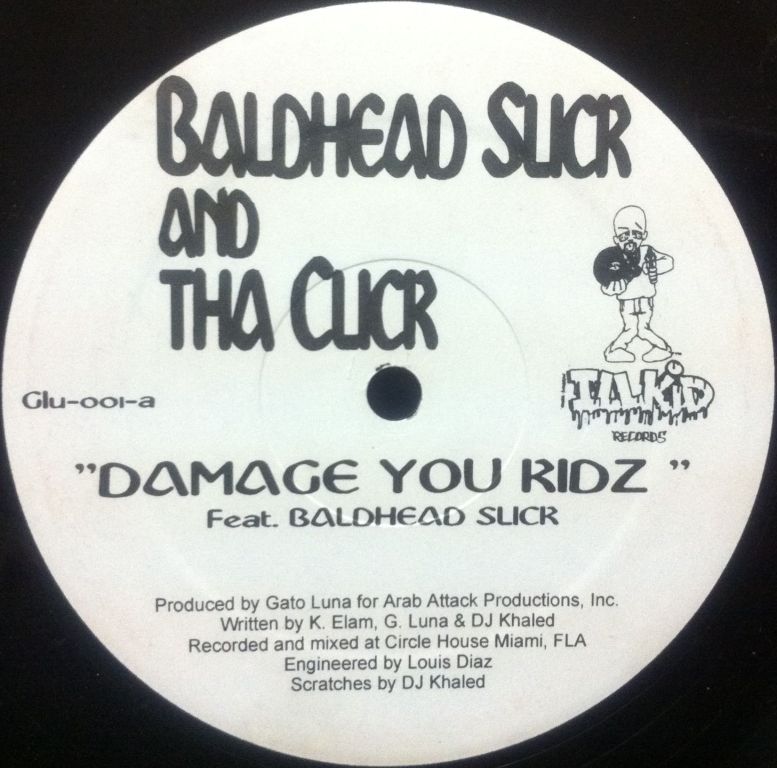 BALDHEAD SLICK
AND
THA CLICK
ILL KID
RECORDS
Glu-001-a
"DAMAGE YOU KIDZ"
Feat. BALDHEAD SLICK
Produced by Gato Luna for Arab Attack Productions, Inc.
Written by K. Elam, G. Luna & DJ Khaled
Recorded and mixed at Circle House Miami, FLA
Engineered by Louis Diaz
Scratches by DJ Khaled